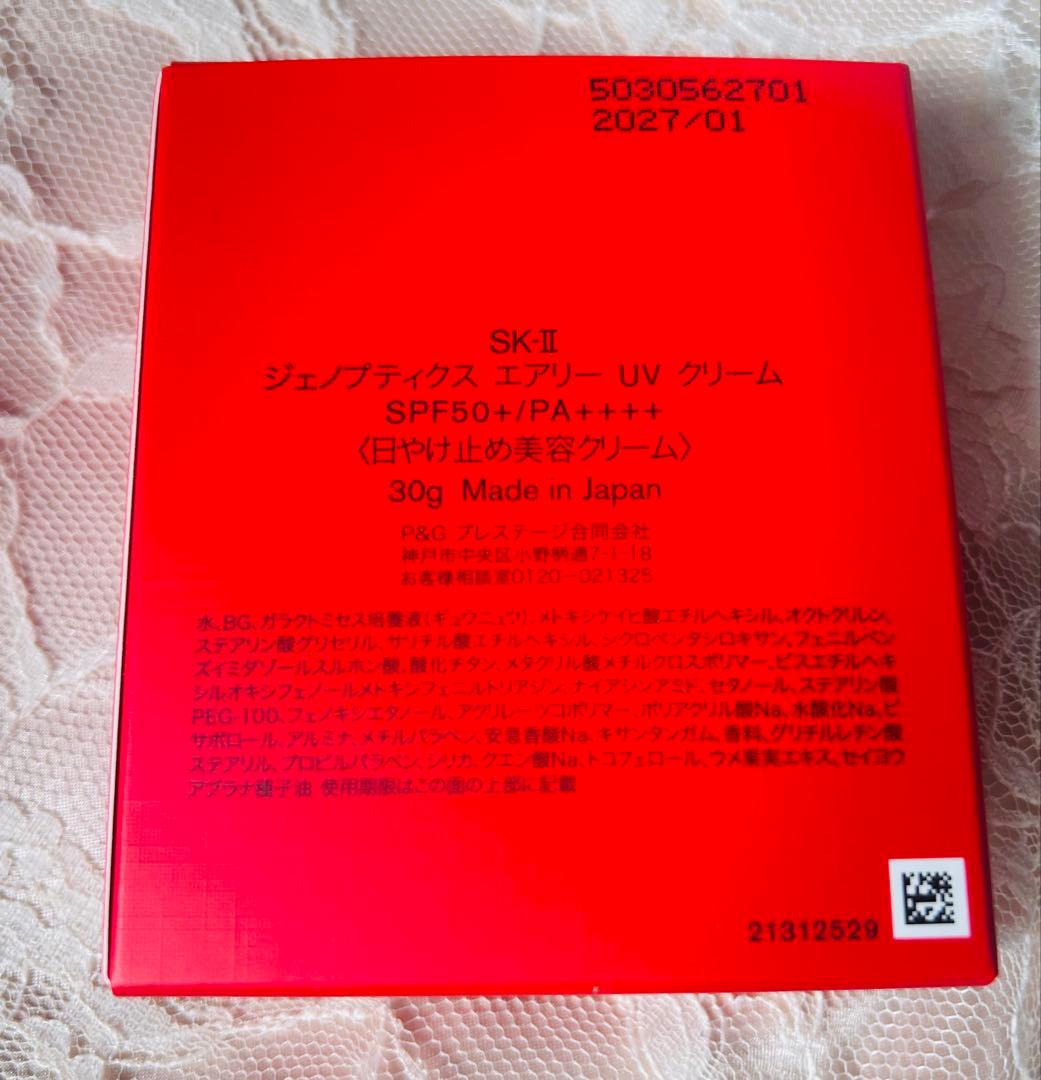 5030562701
2027/01
SK-Ⅱ
ジェノプティクス エアリー UV クリーム
SPF50+/PA++++
〈日やけ止め美容クリーム〉
30g Made in Japan
P&G プレステージ合同会社
神戸市中央区小野柄通7-1-18
お客様相談室0120-021325
水、BG、ガラクトミセス培養液(ギュウニュウ)、メトキシケイヒ酸エチルヘキシル、オクトクリレン、
ステアリン酸グリセリル、サリチル酸エチルヘキシル、シクロペンタシロキサン、フェニルベン
ズイミダゾールスルホン酸、酸化チタン、メタクリル酸メチルクロスポリマー、ビスエチルヘキ
シルオキシフェノールメトキシフェニルトリアジン、ナイアシンアミド、セタノール、ステアリン酸
PEG-100、フェノキシエタノール、アクリレーツコポリマー、ポリアクリル酸Na、水酸化Na、ビ
サボロール、アルミナ、メチルパラベン、安息香酸Na、キサンタンガム、香料、グリチルレチン酸
ステアリル、プロピルパラベン、シリカ、クエン酸Na、トコフェロール、ウメ果実エキス、セイヨウ
アブラナ種子油 使用期限はこの面の上部に記載
21312529